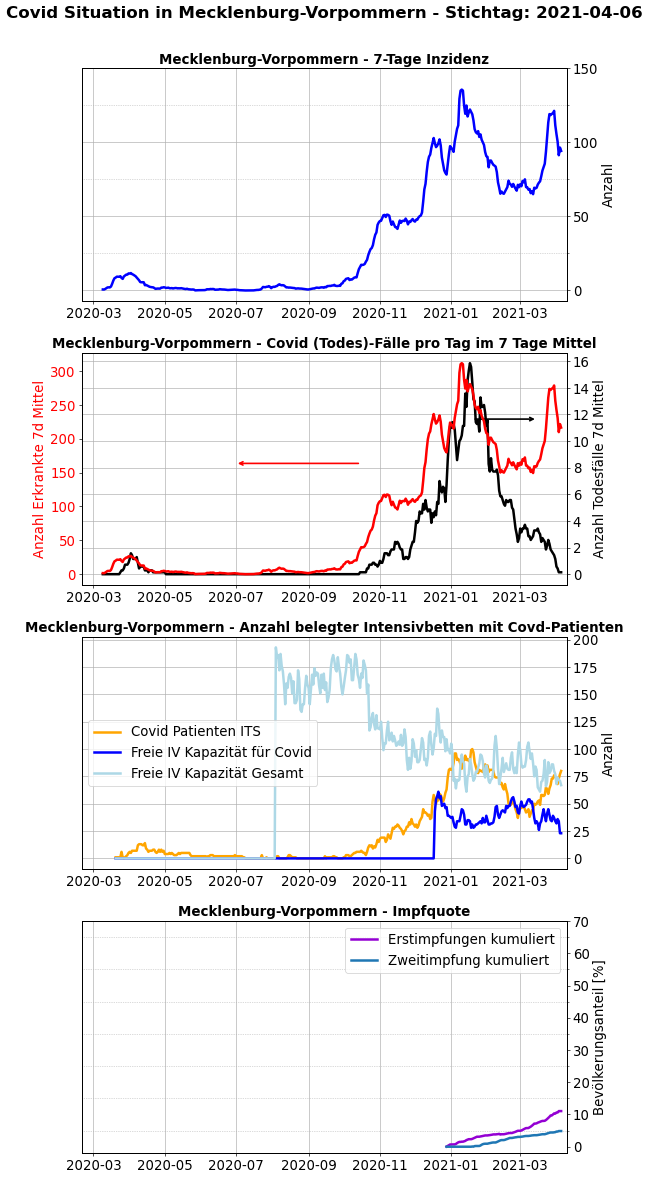 Covid Situation in Mecklenburg-Vorpommern - Stichtag: 2021-04-06
Mecklenburg-Vorpommern - 7-Tage Inzidenz
150
100
50
0
Anzahl
2020-03 2020-05 2020-07 2020-09 2020-11 2021-01 2021-03
Mecklenburg-Vorpommern - Covid (Todes)-Fälle pro Tag im 7 Tage Mittel
300
250
200
150
100
50
0
Anzahl Erkrankte 7d Mittel
16
14
12
10
8
6
4
2
0
Anzahl Todesfälle 7d Mittel
2020-03 2020-05 2020-07 2020-09 2020-11 2021-01 2021-03
Mecklenburg-Vorpommern - Anzahl belegter Intensivbetten mit Covd-Patienten
Covid Patienten ITS
Freie IV Kapazität für Covid
Freie IV Kapazität Gesamt
200
175
150
125
100
75
50
25
0
Anzahl
2020-03 2020-05 2020-07 2020-09 2020-11 2021-01 2021-03
Mecklenburg-Vorpommern - Impfquote
Erstimpfungen kumuliert
Zweitimpfung kumuliert
70
60
50
40
30
20
10
0
Bevölkerungsanteil [%]
2020-03 2020-05 2020-07 2020-09 2020-11 2021-01 2021-03